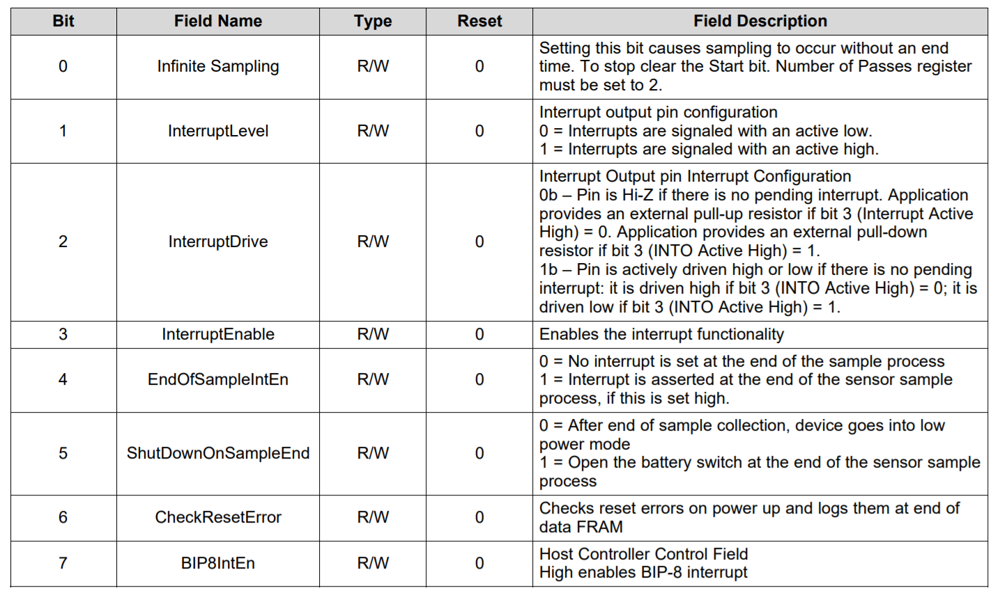 Bit Field Name Type Reset Field Description
0 Infinite Sampling R/W 0
Setting this bit causes sampling to occur without an end
time. To stop clear the Start bit. Number of Passes register
must be set to 2.
1 InterruptLevel R/W 0
Interrupt output pin configuration
0 = Interrupts are signaled with an active low.
1 = Interrupts are signaled with an active high.
2 InterruptDrive R/W 0
Interrupt Output pin Interrupt Configuration
0b – Pin is Hi-Z if there is no pending interrupt. Application
provides an external pull-up resistor if bit 3 (Interrupt Active
High) = 0. Application provides an external pull-down
resistor if bit 3 (INTO Active High) = 1.
1b – Pin is actively driven high or low if there is no pending
interrupt: it is driven high if bit 3 (INTO Active High) = 0; it is
driven low if bit 3 (INTO Active High) = 1.
3 InterruptEnable R/W 0 Enables the interrupt functionality
4 EndOfSampleIntEn R/W 0
0 = No interrupt is set at the end of the sample process
1 = Interrupt is asserted at the end of the sensor sample
process, if this is set high.
5 ShutDownOnSampleEnd R/W 0
0 = After end of sample collection, device goes into low
power mode
1 = Open the battery switch at the end of the sensor sample
process
6 CheckResetError R/W 0
Checks reset errors on power up and logs them at end of
data FRAM
7 BIP8IntEn R/W 0
Host Controller Control Field
High enables BIP-8 interrupt